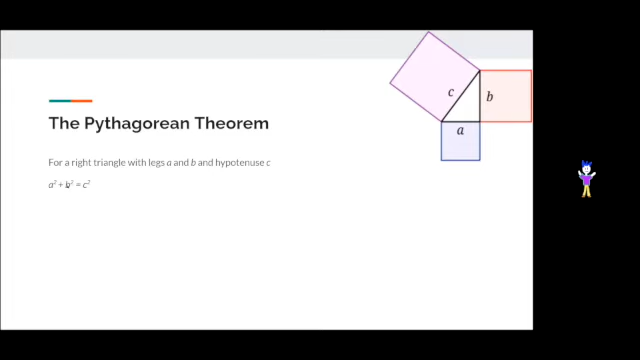 The Pythagorean Theorem
For a right triangle with legs a and b and hypotenuse c
a² + b² = c²
c
b
a